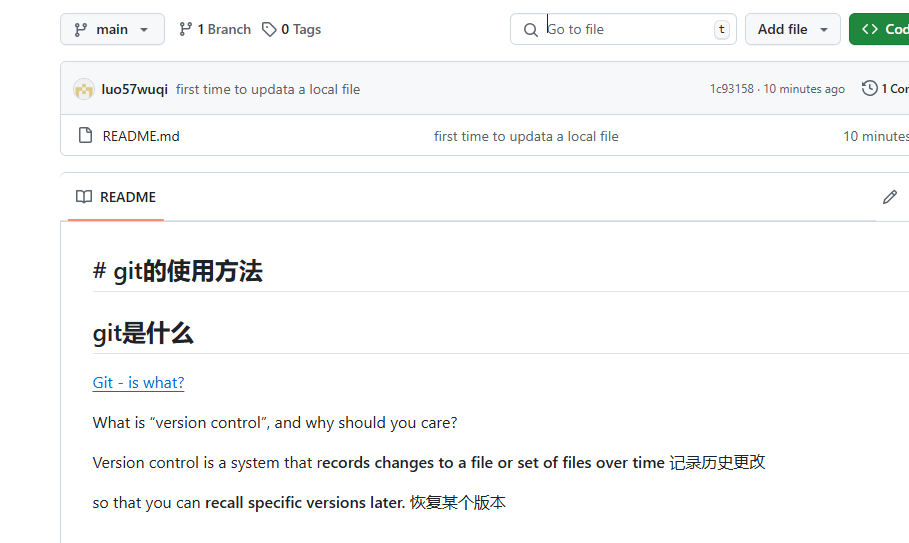 main 1 Branch 0 Tags Go to file t Add file
luo57wuqi first time to updata a local file 1c93158 · 10 minutes ago
README.md first time to updata a local file 10 minutes
README
# git的使用方法
git是什么
Git - is what?
What is “version control”, and why should you care?
Version control is a system that records changes to a file or set of files over time 记录历史更改
so that you can recall specific versions later. 恢复某个版本